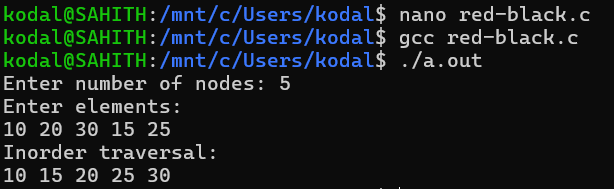 kodal@SAHITH:/mnt/c/Users/kodal$ nano red-black.c
kodal@SAHITH:/mnt/c/Users/kodal$ gcc red-black.c
kodal@SAHITH:/mnt/c/Users/kodal$ ./a.out
Enter number of nodes: 5
Enter elements:
10 20 30 15 25
Inorder traversal:
10 15 20 25 30